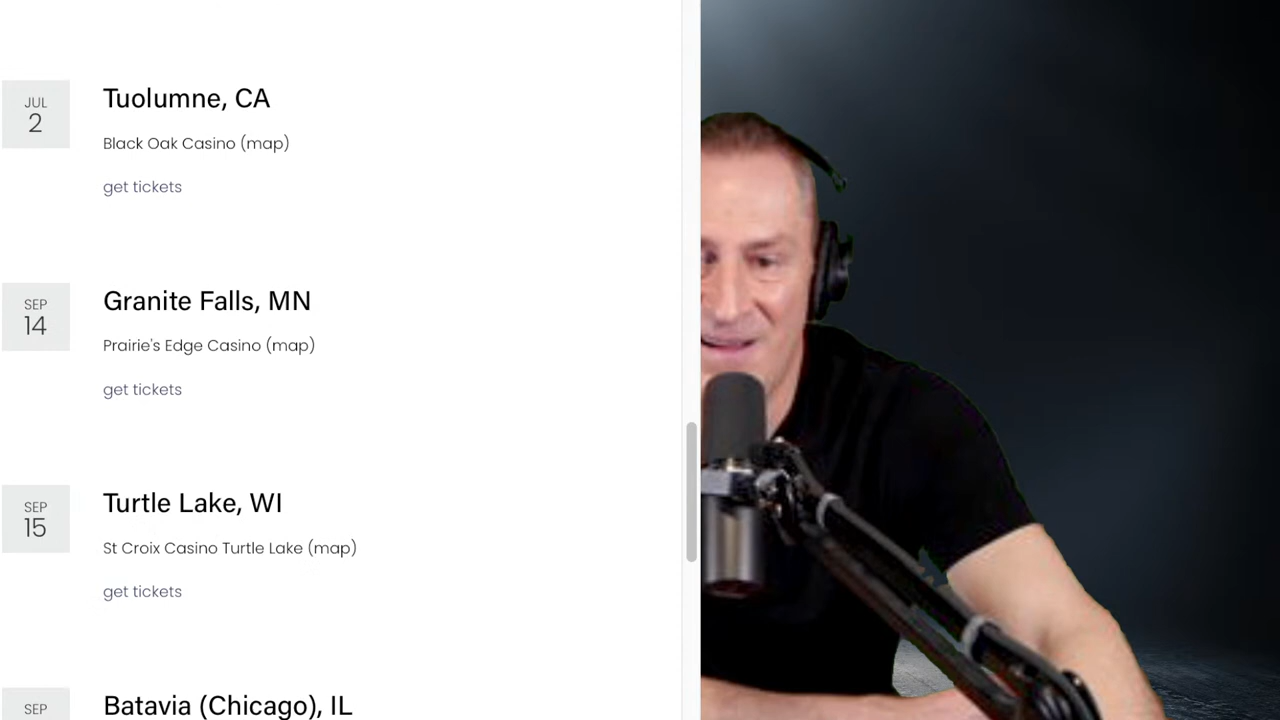 JUL
2
Tuolumne, CA
Black Oak Casino (map)
get tickets
SEP
14
Granite Falls, MN
Prairie's Edge Casino (map)
get tickets
SEP
15
Turtle Lake, WI
St Croix Casino Turtle Lake (map)
get tickets
SEP
Batavia (Chicago), IL